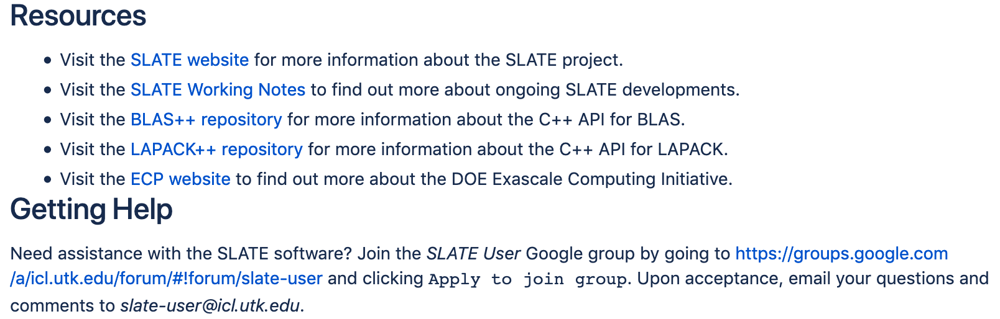 Resources
• Visit the SLATE website for more information about the SLATE project.
• Visit the SLATE Working Notes to find out more about ongoing SLATE developments.
• Visit the BLAS++ repository for more information about the C++ API for BLAS.
• Visit the LAPACK++ repository for more information about the C++ API for LAPACK.
• Visit the ECP website to find out more about the DOE Exascale Computing Initiative.
Getting Help
Need assistance with the SLATE software? Join the SLATE User Google group by going to https://groups.google.com
/a/icl.utk.edu/forum/#!forum/slate-user and clicking Apply to join group. Upon acceptance, email your questions and
comments to slate-user@icl.utk.edu.